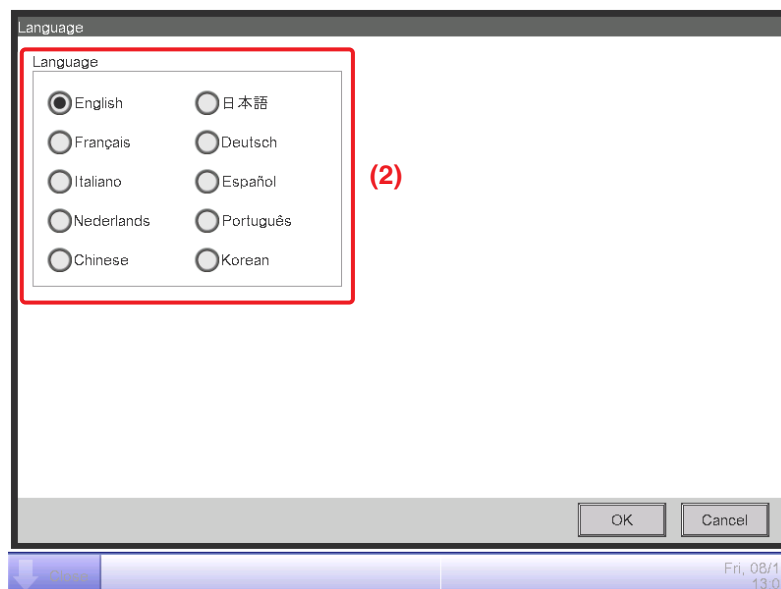 Language
Language
English 日本語
Français Deutsch
(2)
Italiano Español
Nederlands Português
Chinese Korean
OK Cancel
Fri, 08/1
13:0